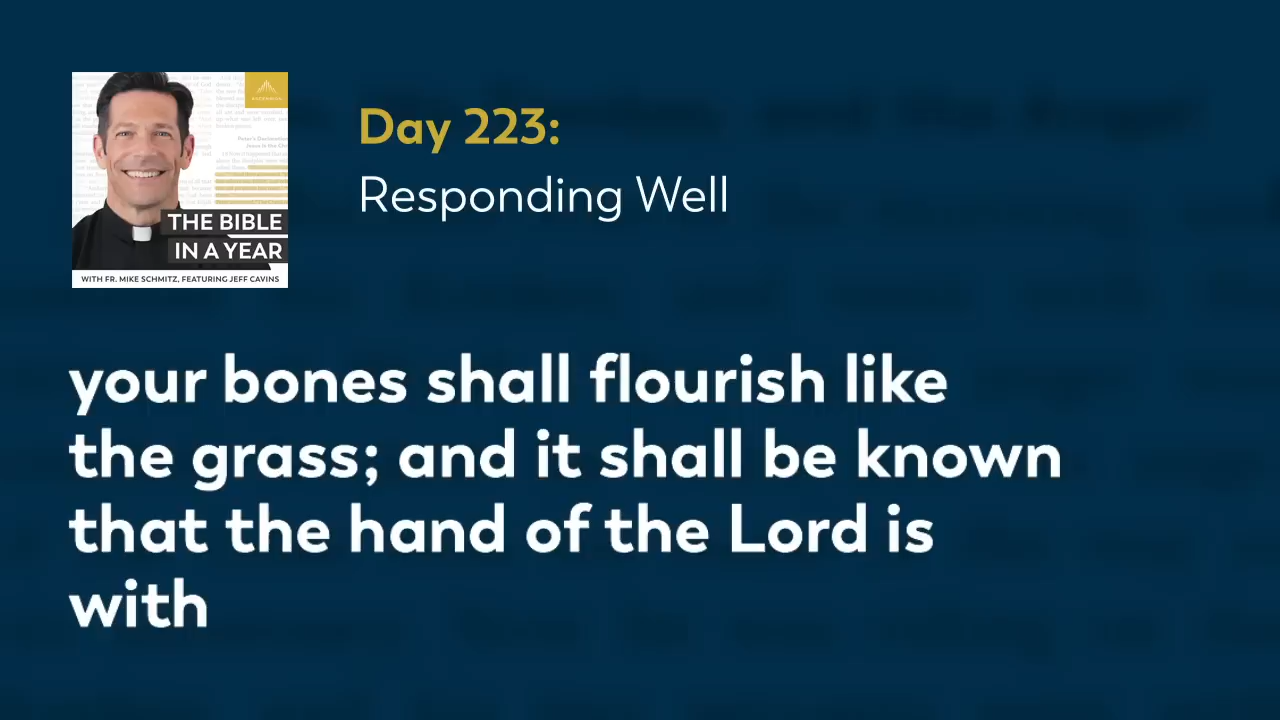 Day 223:
Responding Well
ASCENSION
THE BIBLE
IN A YEAR
WITH FR. MIKE SCHMITZ, FEATURING JEFF CAVINS
your bones shall flourish like
the grass; and it shall be known
that the hand of the Lord is
with